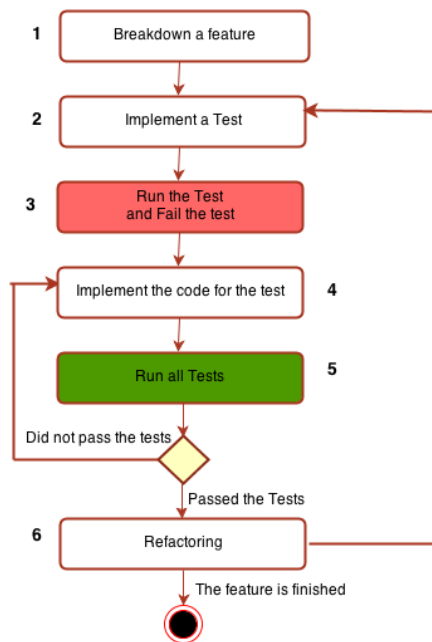 1
Breakdown a feature
2
Implement a Test
3
Run the Test
and Fail the test
Implement the code for the test
4
Run all Tests
5
Did not pass the tests
Passed the Tests
6
Refactoring
The feature is finished